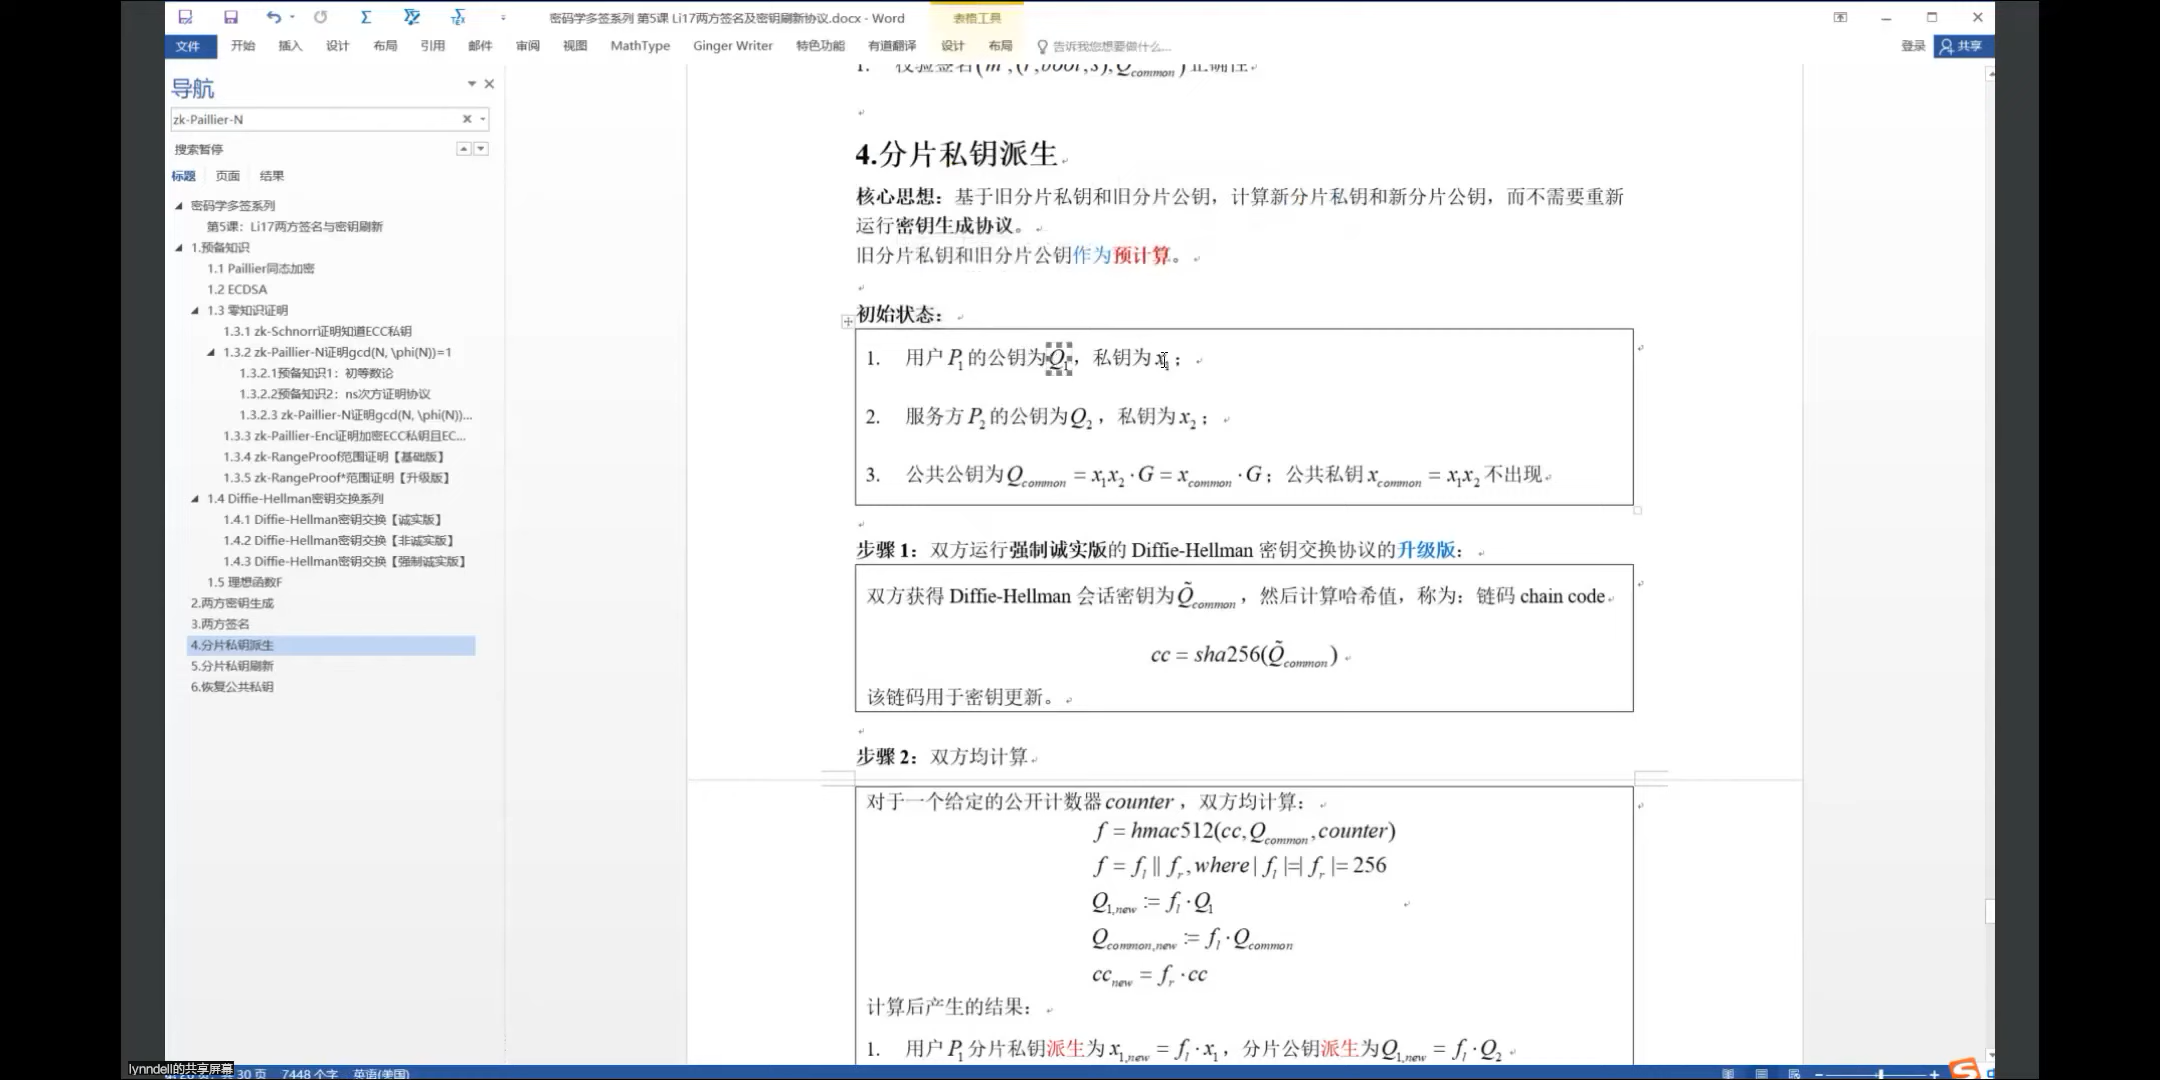 密码学多签系列 第5课 Li17两方签名及密钥刷新协议.docx - Word
表格工具
文件 开始 插入 设计 布局 引用 邮件 审阅 视图 MathType Ginger Writer 特色功能 有道翻译 设计 布局 告诉我您想要做什么... 登录 共享
导航
zk-Paillier-N
搜索暂停
标题 页面 结果
密码学多签系列
第5课：Li17两方签名与密钥刷新
1.预备知识
1.1 Paillier同态加密
1.2 ECDSA
1.3 零知识证明
1.3.1 zk-Schnorr证明知道ECC私钥
1.3.2 zk-Paillier-N证明gcd(N, \phi(N))=1
1.3.2.1预备知识1：初等数论
1.3.2.2预备知识2：ns次方证明协议
1.3.2.3 zk-Paillier-N证明gcd(N, \phi(N))...
1.3.3 zk-Paillier-Enc证明加密ECC私钥且EC...
1.3.4 zk-RangeProof范围证明【基础版】
1.3.5 zk-RangeProof*范围证明【升级版】
1.4 Diffie-Hellman密钥交换系列
1.4.1 Diffie-Hellman密钥交换【诚实版】
1.4.2 Diffie-Hellman密钥交换【非诚实版】
1.4.3 Diffie-Hellman密钥交换【强制诚实版】
1.5 理想函数F
2.两方密钥生成
3.两方签名
4.分片私钥派生
5.分片私钥刷新
6.恢复公共私钥
4.分片私钥派生
核心思想：基于旧分片私钥和旧分片公钥，计算新分片私钥和新分片公钥，而不需要重新
运行密钥生成协议。
旧分片私钥和旧分片公钥作为预计算。
初始状态：
1. 用户 P_1 的公钥为 Q_1，私钥为 x_1；
2. 服务方 P_2 的公钥为 Q_2，私钥为 x_2；
3. 公共公钥为 Q_common = x_1x_2 · G = x_common · G；公共私钥 x_common = x_1x_2 不出现
步骤 1：双方运行强制诚实版的 Diffie-Hellman 密钥交换协议的升级版：
双方获得 Diffie-Hellman 会话密钥为 Q̃_common，然后计算哈希值，称为：链码 chain code
cc = sha256(Q̃_common)
该链码用于密钥更新。
步骤 2：双方均计算
对于一个给定的公开计数器 counter，双方均计算：
f = hmac512(cc, Q_common, counter)
f = f_l || f_r, where | f_l |=| f_r |= 256
Q_1,new := f_l · Q_1
Q_common,new := f_l · Q_common
cc_new = f_r · cc
计算后产生的结果：
1. 用户 P_1 分片私钥派生为 x_1,new = f_l · x_1，分片公钥派生为 Q_1,new = f_l · Q_2
lynndell的共享屏幕
30 页 7448 个字 英语(美国)